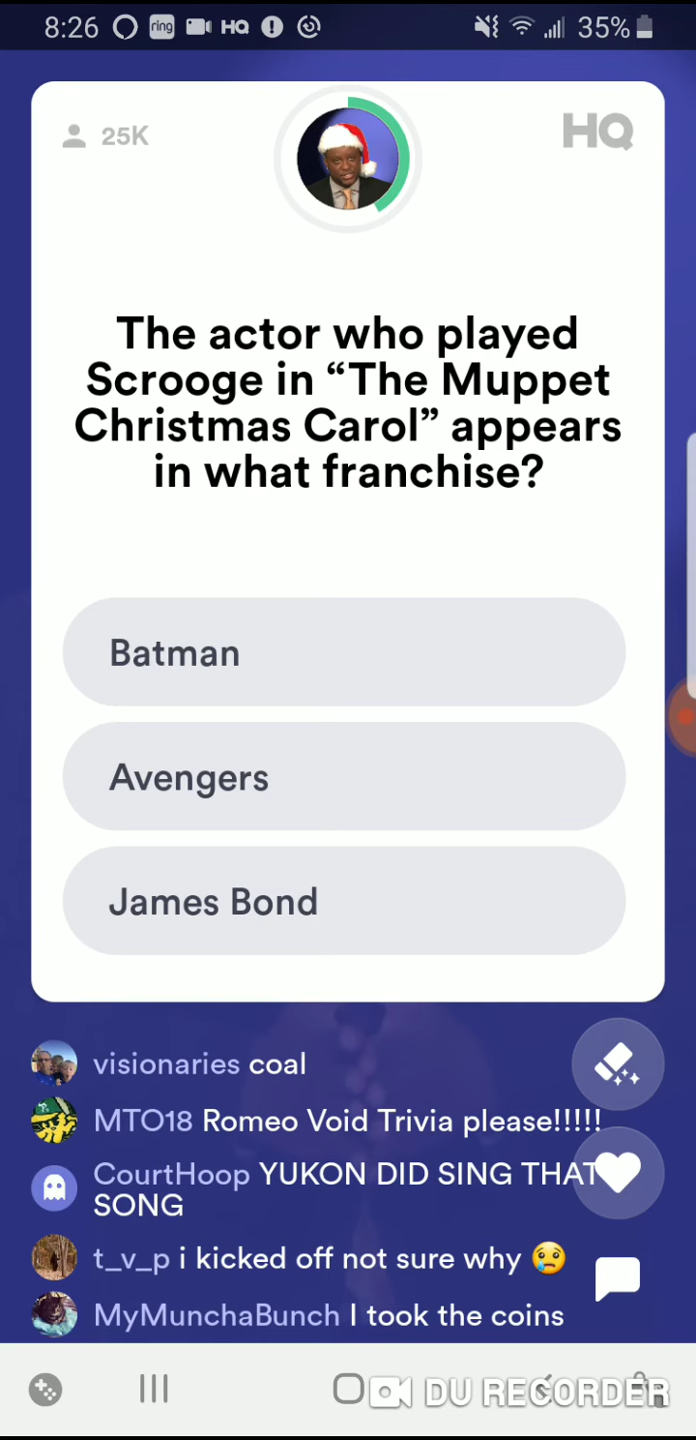 8:26 ring HQ 35%
25K HQ
The actor who played
Scrooge in “The Muppet
Christmas Carol” appears
in what franchise?
Batman
Avengers
James Bond
visionaries coal
MTO18 Romeo Void Trivia please!!!!!
CourtHoop YUKON DID SING THAT
SONG
t_v_p i kicked off not sure why 😢
MyMunchaBunch I took the coins
DU RECORDER